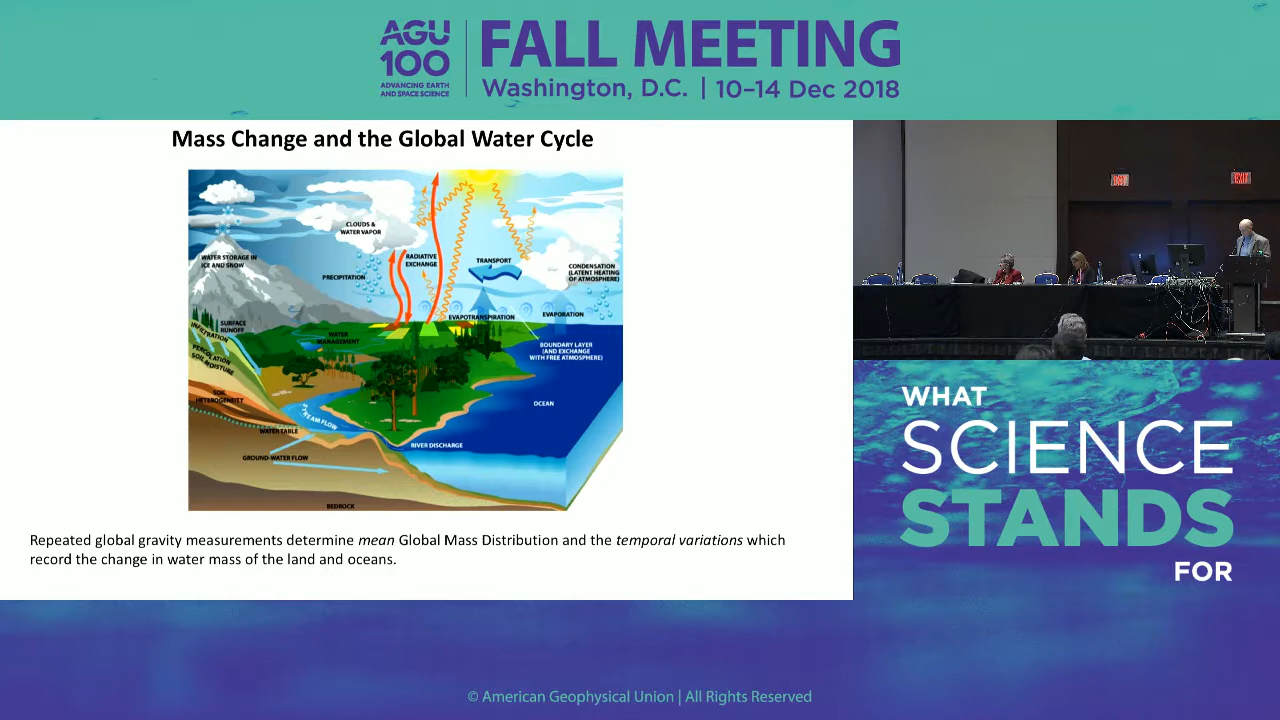 AGU
100
ADVANCING EARTH
AND SPACE SCIENCE
FALL MEETING
Washington, D.C. | 10–14 Dec 2018
Mass Change and the Global Water Cycle
CLOUDS &
WATER VAPOR
WATER STORAGE IN
ICE AND SNOW
PRECIPITATION
RADIATIVE
EXCHANGE
TRANSPORT
CONDENSATION
(LATENT HEATING
OF ATMOSPHERE)
SURFACE
RUNOFF
INFILTRATION
PERCOLATION
SOIL MOISTURE
WATER
MANAGEMENT
EVAPOTRANSPIRATION
EVAPORATION
BOUNDARY LAYER
(AND EXCHANGE
WITH FREE ATMOSPHERE)
SOIL
HETEROGENEITY
STREAM FLOW
OCEAN
WATER TABLE
RIVER DISCHARGE
GROUND-WATER FLOW
BEDROCK
Repeated global gravity measurements determine mean Global Mass Distribution and the temporal variations which
record the change in water mass of the land and oceans.
EXIT
EXIT
WHAT
SCIENCE
STANDS
FOR
© American Geophysical Union | All Rights Reserved